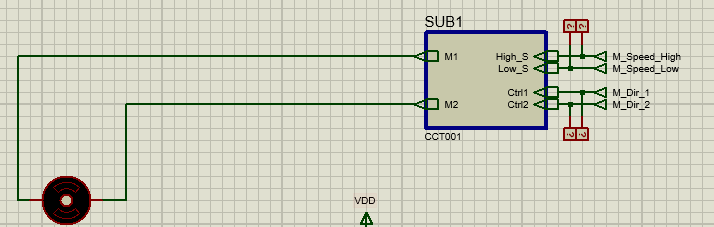 SUB1
M1
High_S
M_Speed_High
Low_S
M_Speed_Low
Ctrl1
M_Dir_1
M2
Ctrl2
M_Dir_2
CCT001
VDD
? ?
? ?